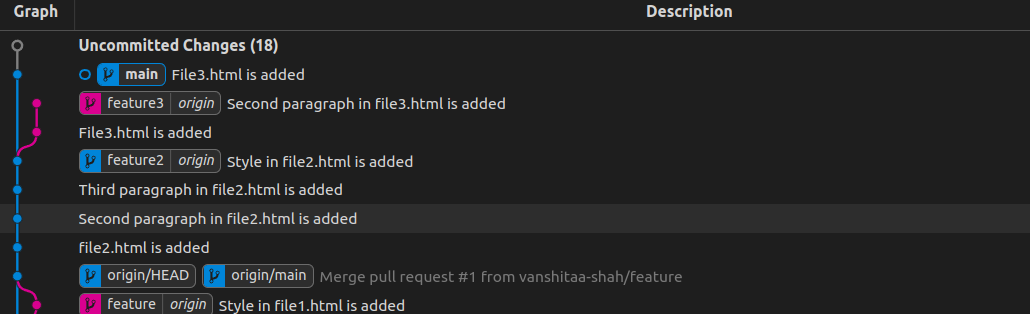 Graph Description
Uncommitted Changes (18)
main File3.html is added
feature3 origin Second paragraph in file3.html is added
File3.html is added
feature2 origin Style in file2.html is added
Third paragraph in file2.html is added
Second paragraph in file2.html is added
file2.html is added
origin/HEAD origin/main Merge pull request #1 from vanshitaa-shah/feature
feature origin Style in file1.html is added